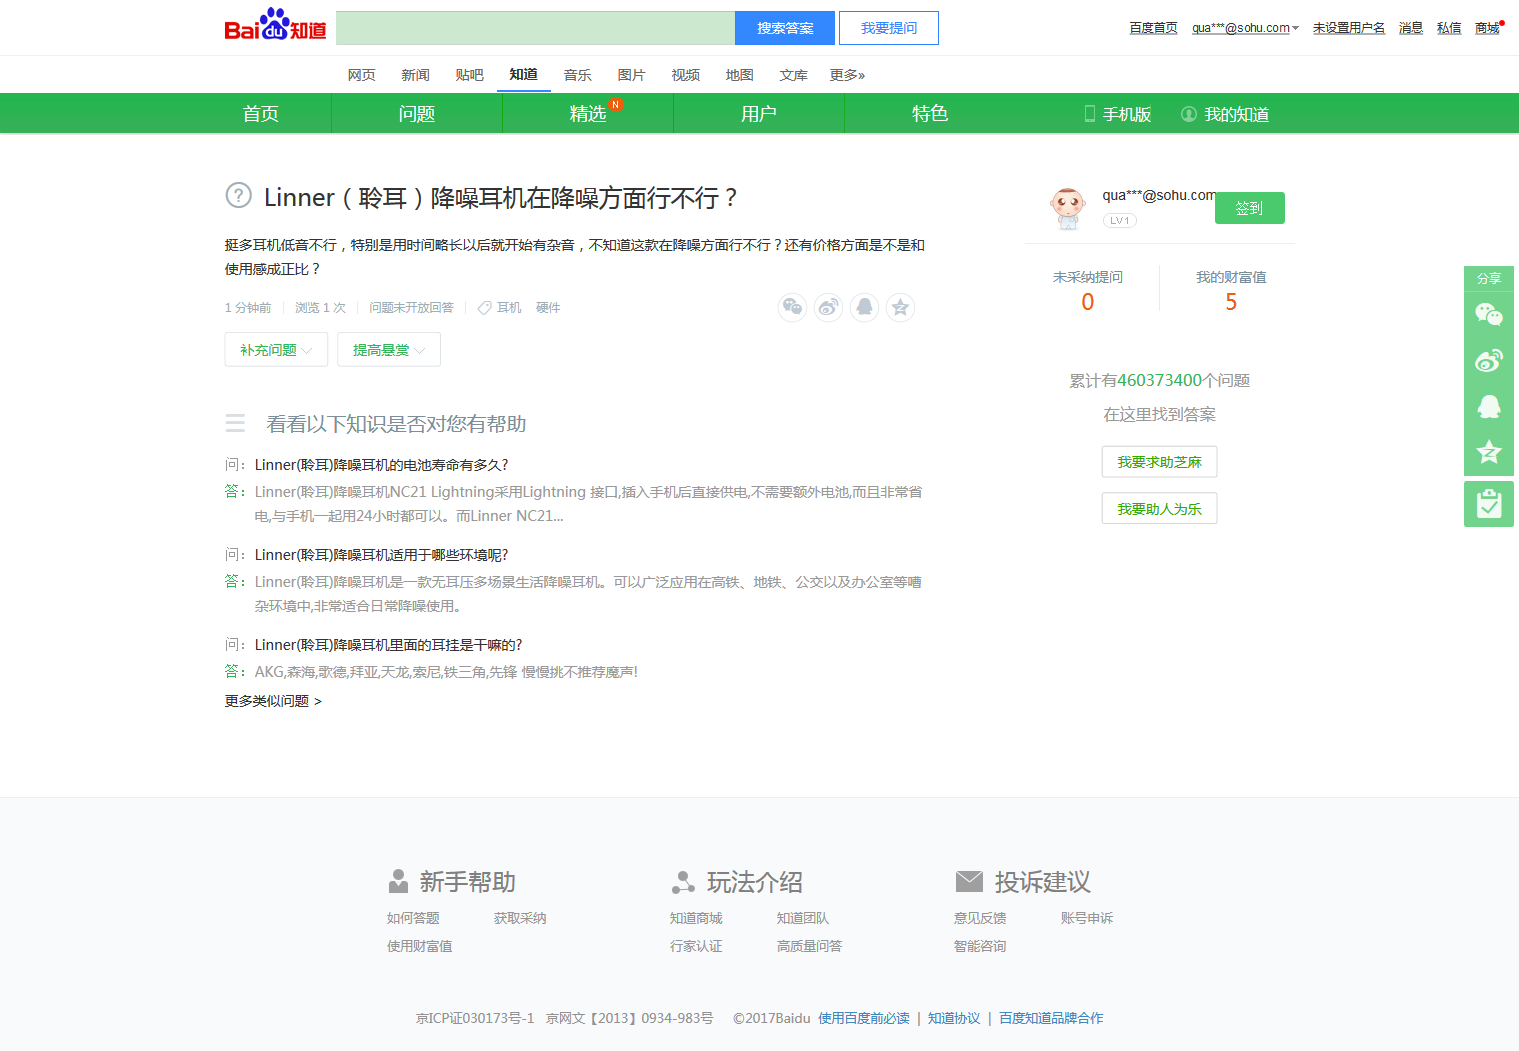 Bai du 知道 搜索答案 我要提问 百度首页 qua***@sohu.com 未设置用户名 消息 私信 商城
网页 新闻 贴吧 知道 音乐 图片 视频 地图 文库 更多»
首页 问题 精选 N 用户 特色 手机版 我的知道
? Linner（聆耳）降噪耳机在降噪方面行不行？
挺多耳机低音不行，特别是用时间略长以后就开始有杂音，不知道这款在降噪方面行不行？还有价格方面是不是和
使用感成正比？
1 分钟前 浏览 1 次 问题未开放回答 耳机 硬件
补充问题 提高悬赏
看看以下知识是否对您有帮助
问： Linner(聆耳)降噪耳机的电池寿命有多久?
答： Linner(聆耳)降噪耳机NC21 Lightning采用Lightning 接口,插入手机后直接供电,不需要额外电池,而且非常省
电,与手机一起用24小时都可以。而Linner NC21...
问： Linner(聆耳)降噪耳机适用于哪些环境呢?
答： Linner(聆耳)降噪耳机是一款无耳压多场景生活降噪耳机。可以广泛应用在高铁、地铁、公交以及办公室等嘈
杂环境中,非常适合日常降噪使用。
问： Linner(聆耳)降噪耳机里面的耳挂是干嘛的?
答： AKG,森海,歌德,拜亚,天龙,索尼,铁三角,先锋 慢慢挑不推荐魔声!
更多类似问题 >
qua***@sohu.com 签到
LV1
未采纳提问 我的财富值
0 5
累计有460373400个问题
在这里找到答案
我要求助芝麻
我要助人为乐
分享
新手帮助 玩法介绍 投诉建议
如何答题 获取采纳 知道商城 知道团队 意见反馈 账号申诉
使用财富值 行家认证 高质量问答 智能咨询
京ICP证030173号-1 京网文【2013】0934-983号 ©2017Baidu 使用百度前必读 | 知道协议 | 百度知道品牌合作